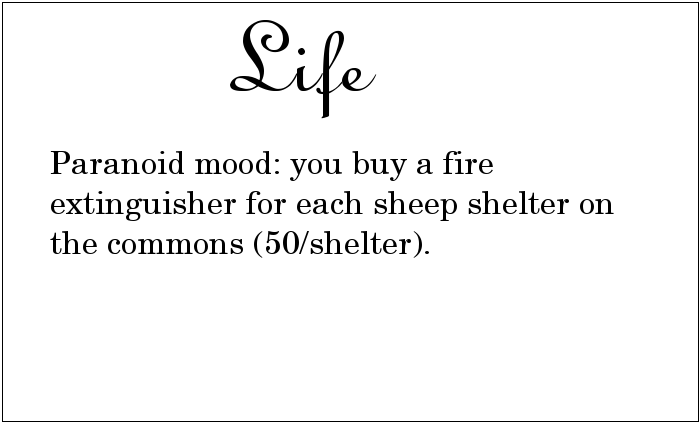 Life
Paranoid mood: you buy a fire
extinguisher for each sheep shelter on
the commons (50/shelter).